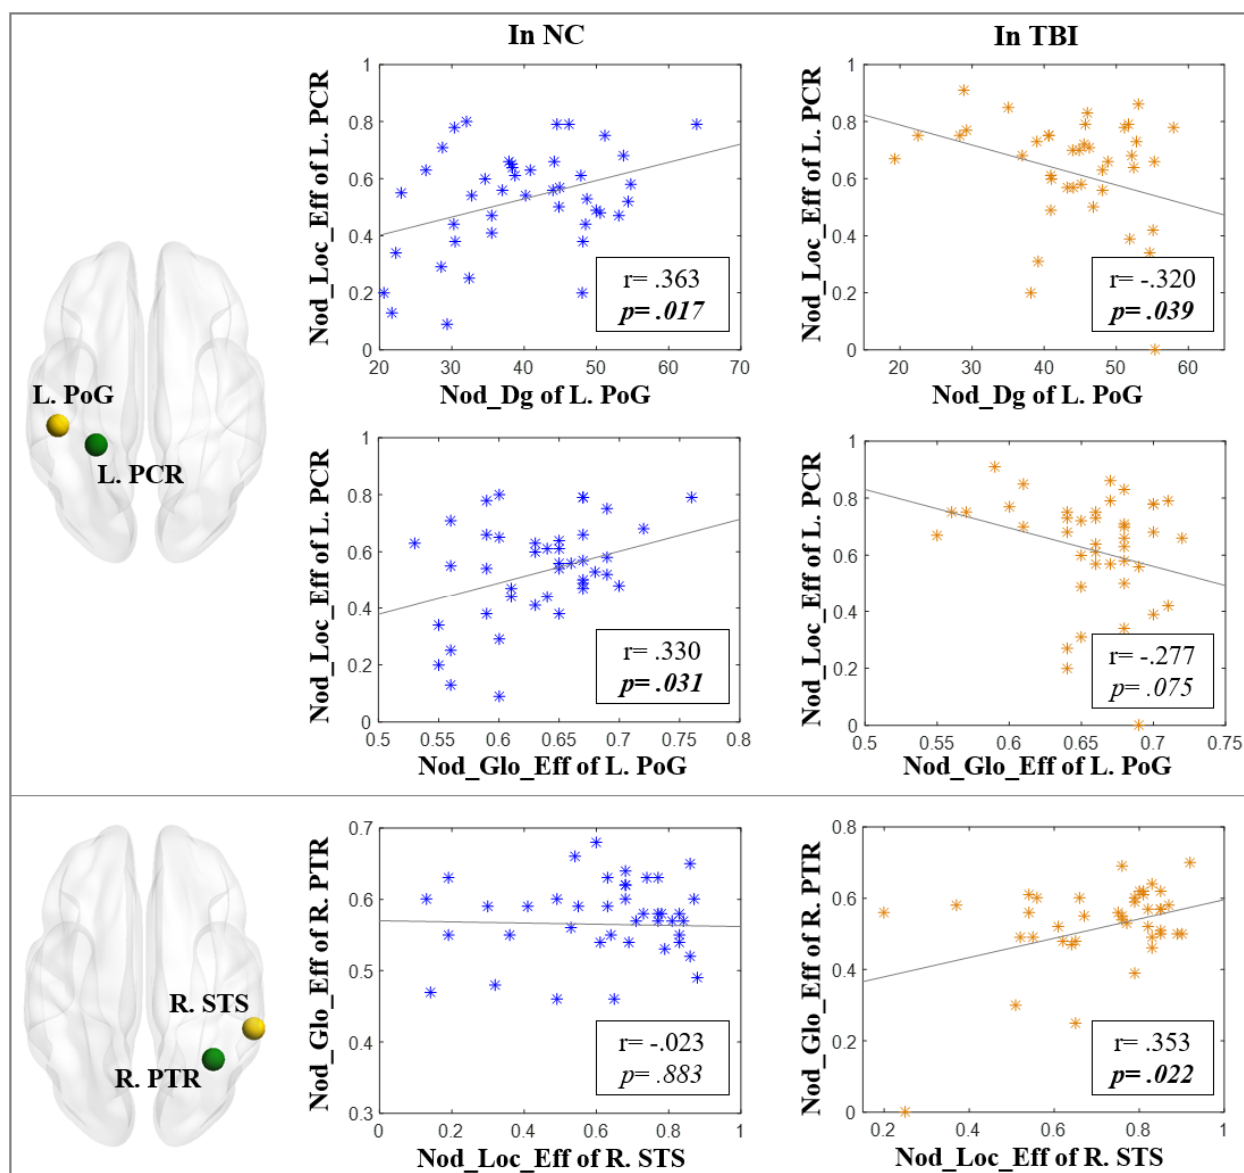 In NC
In TBI
Nod_Loc_Eff of L. PCR
1
0.8
0.6
0.4
0.2
0
r= .363
p= .017
20 30 40 50 60 70
Nod_Dg of L. PoG
Nod_Loc_Eff of L. PCR
1
0.8
0.6
0.4
0.2
0
r= -.320
p= .039
20 30 40 50 60
Nod_Dg of L. PoG
L. PoG
L. PCR
Nod_Loc_Eff of L. PCR
1
0.8
0.6
0.4
0.2
0
r= .330
p= .031
0.5 0.55 0.6 0.65 0.7 0.75 0.8
Nod_Glo_Eff of L. PoG
Nod_Loc_Eff of L. PCR
1
0.8
0.6
0.4
0.2
0
r= -.277
p= .075
0.5 0.55 0.6 0.65 0.7 0.75
Nod_Glo_Eff of L. PoG
R. STS
R. PTR
Nod_Glo_Eff of R. PTR
0.7
0.6
0.5
0.4
0.3
r= -.023
p= .883
0 0.2 0.4 0.6 0.8 1
Nod_Loc_Eff of R. STS
Nod_Glo_Eff of R. PTR
0.8
0.6
0.4
0.2
0
r= .353
p= .022
0.2 0.4 0.6 0.8 1
Nod_Loc_Eff of R. STS